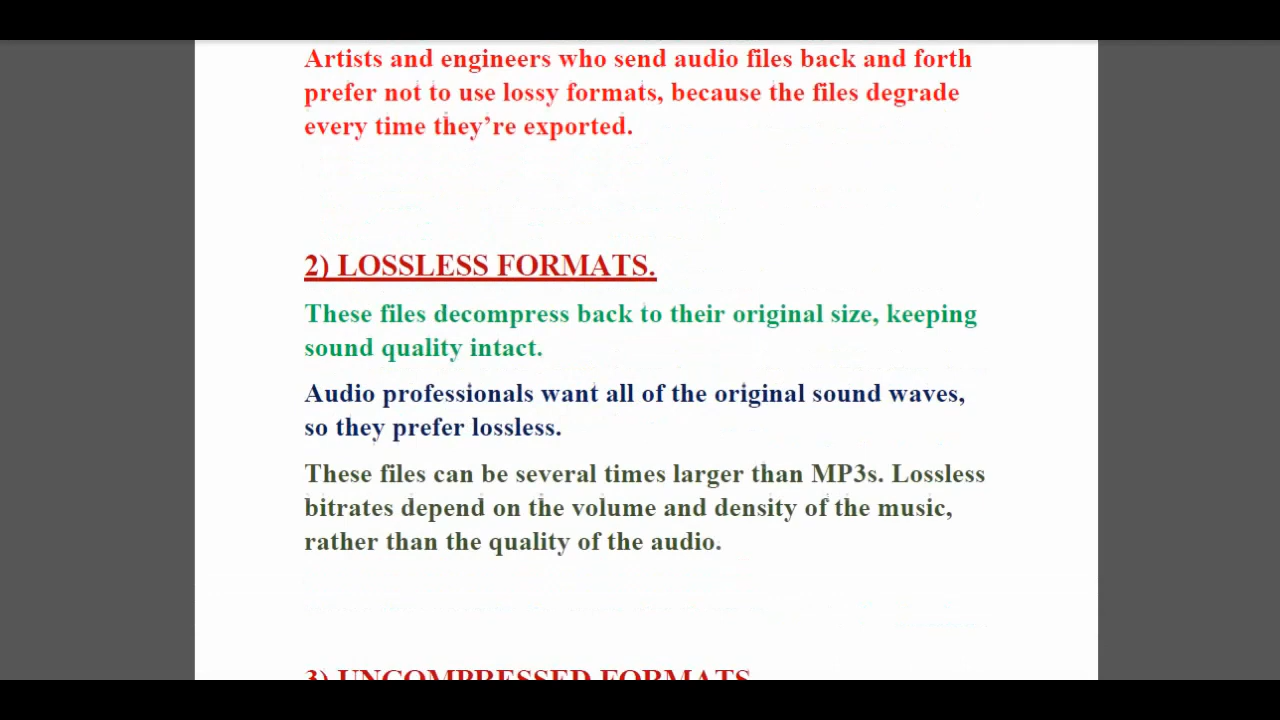 Artists and engineers who send audio files back and forth
prefer not to use lossy formats, because the files degrade
every time they’re exported.
2) LOSSLESS FORMATS.
These files decompress back to their original size, keeping
sound quality intact.
Audio professionals want all of the original sound waves,
so they prefer lossless.
These files can be several times larger than MP3s. Lossless
bitrates depend on the volume and density of the music,
rather than the quality of the audio.
3) UNCOMPRESSED FORMATS